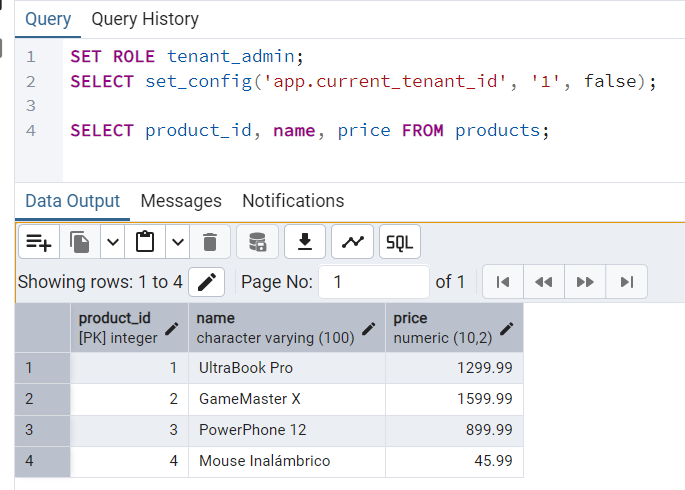 Query Query History
1 SET ROLE tenant_admin;
2 SELECT set_config('app.current_tenant_id', '1', false);
3
4 SELECT product_id, name, price FROM products;
Data Output Messages Notifications
SQL
Showing rows: 1 to 4 Page No: 1 of 1
product_id name price
[PK] integer character varying (100) numeric (10,2)
1 1 UltraBook Pro 1299.99
2 2 GameMaster X 1599.99
3 3 PowerPhone 12 899.99
4 4 Mouse Inalámbrico 45.99